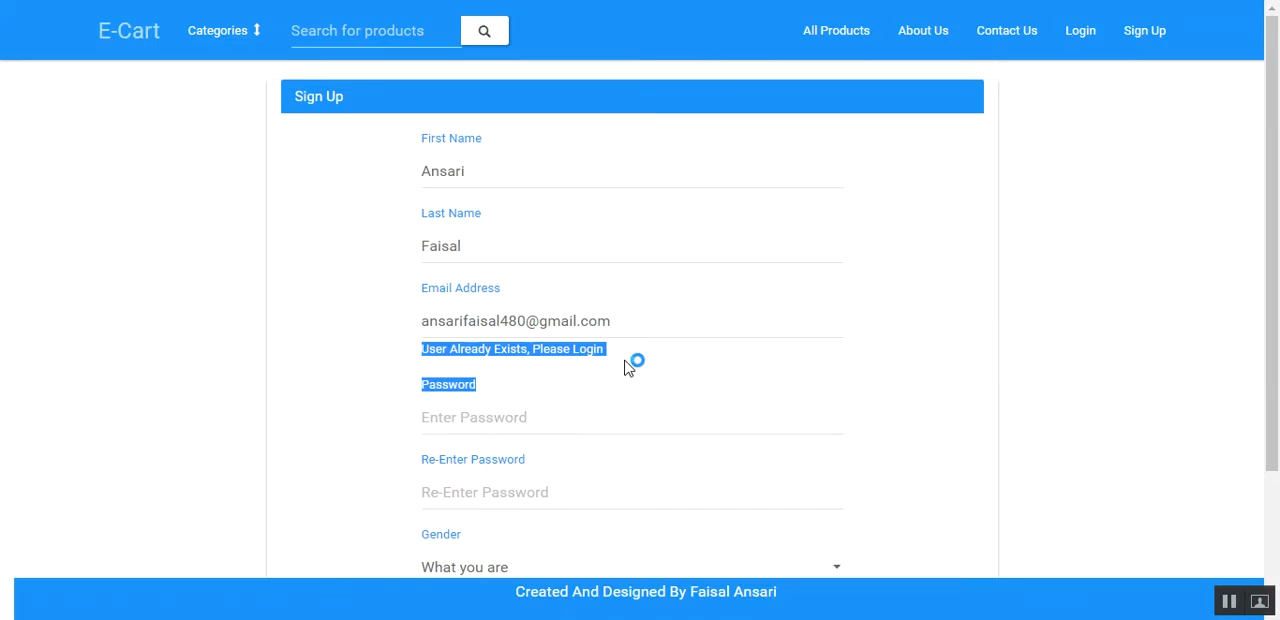 E-Cart Categories Search for products All Products About Us Contact Us Login Sign Up
Sign Up
First Name
Ansari
Last Name
Faisal
Email Address
ansarifaisal480@gmail.com
User Already Exists, Please Login
Password
Enter Password
Re-Enter Password
Re-Enter Password
Gender
What you are
Created And Designed By Faisal Ansari